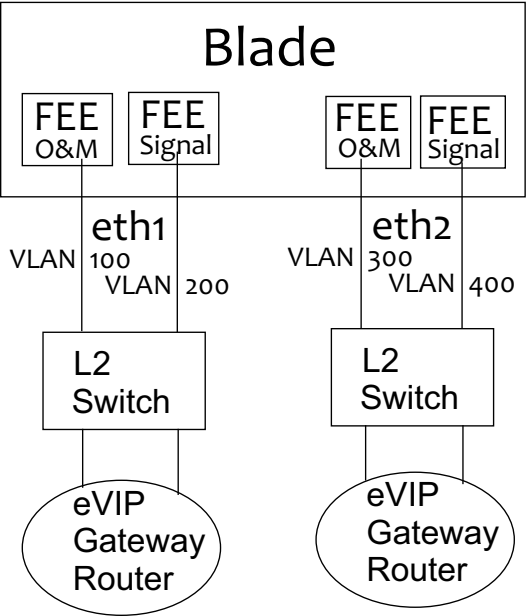 Blade
FEE
O&M
FEE
Signal
FEE
O&M
FEE
Signal
eth1
VLAN 100
VLAN 200
eth2
VLAN 300
VLAN 400
L2
Switch
L2
Switch
eVIP
Gateway
Router
eVIP
Gateway
Router